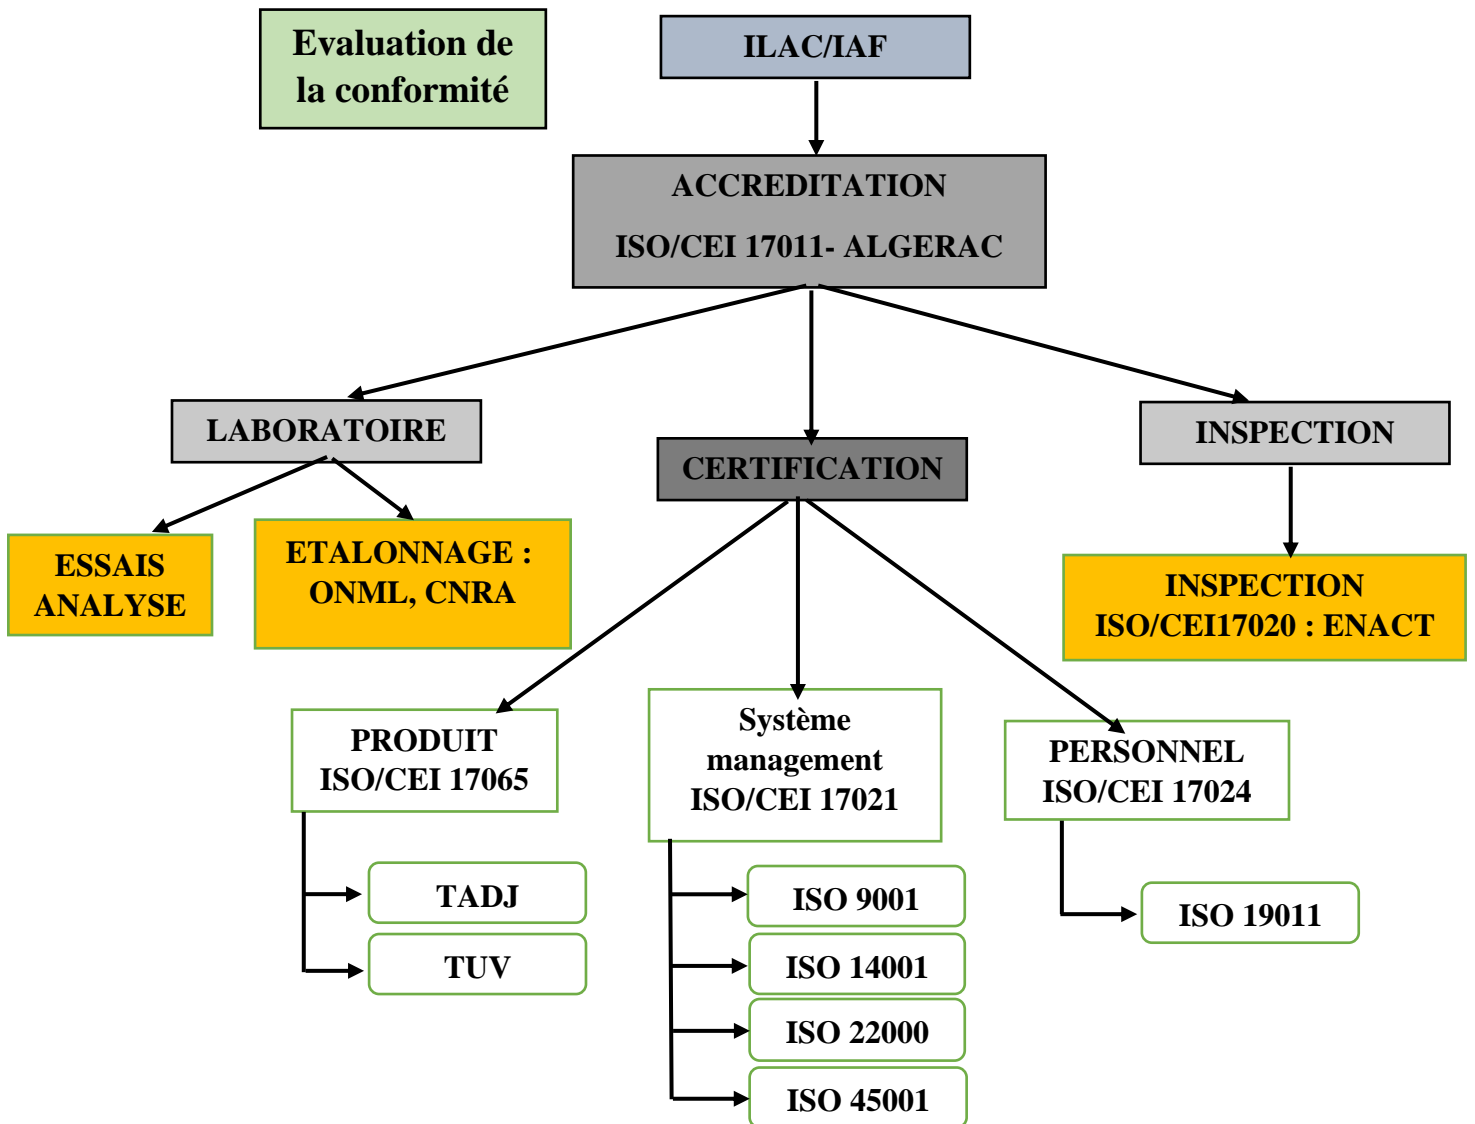 Evaluation de
la conformité
ILAC/IAF
ACCREDITATION
ISO/CEI 17011- ALGERAC
LABORATOIRE
CERTIFICATION
INSPECTION
ESSAIS
ANALYSE
ETALONNAGE :
ONML, CNRA
INSPECTION
ISO/CEI17020 : ENACT
PRODUIT
ISO/CEI 17065
Système
management
ISO/CEI 17021
PERSONNEL
ISO/CEI 17024
TADJ
TUV
ISO 9001
ISO 14001
ISO 22000
ISO 45001
ISO 19011